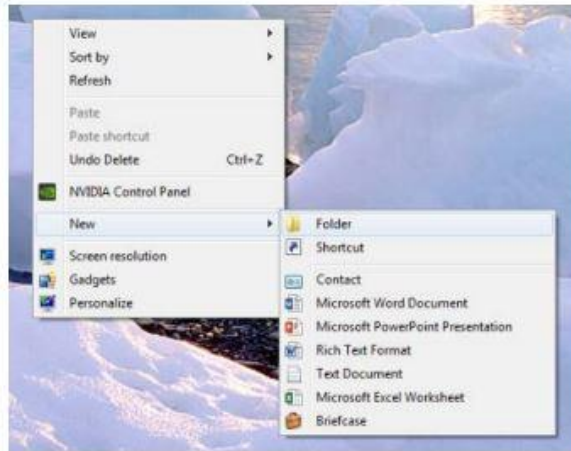 View
Sort by
Refresh
Paste
Paste shortcut
Undo Delete Ctrl+Z
NVIDIA Control Panel
New
Screen resolution
Gadgets
Personalize
Folder
Shortcut
Contact
Microsoft Word Document
Microsoft PowerPoint Presentation
Rich Text Format
Text Document
Microsoft Excel Worksheet
Briefcase